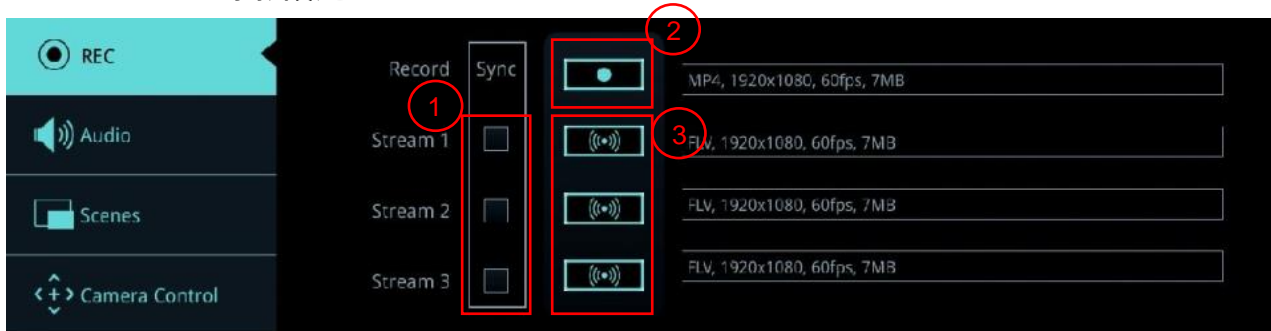 REC
Audio
Scenes
Camera Control
2
Record Sync MP4, 1920x1080, 60fps, 7MB
1
Stream 1 3 FLV, 1920x1080, 60fps, 7MB
Stream 2 FLV, 1920x1080, 60fps, 7MB
Stream 3 FLV, 1920x1080, 60fps, 7MB